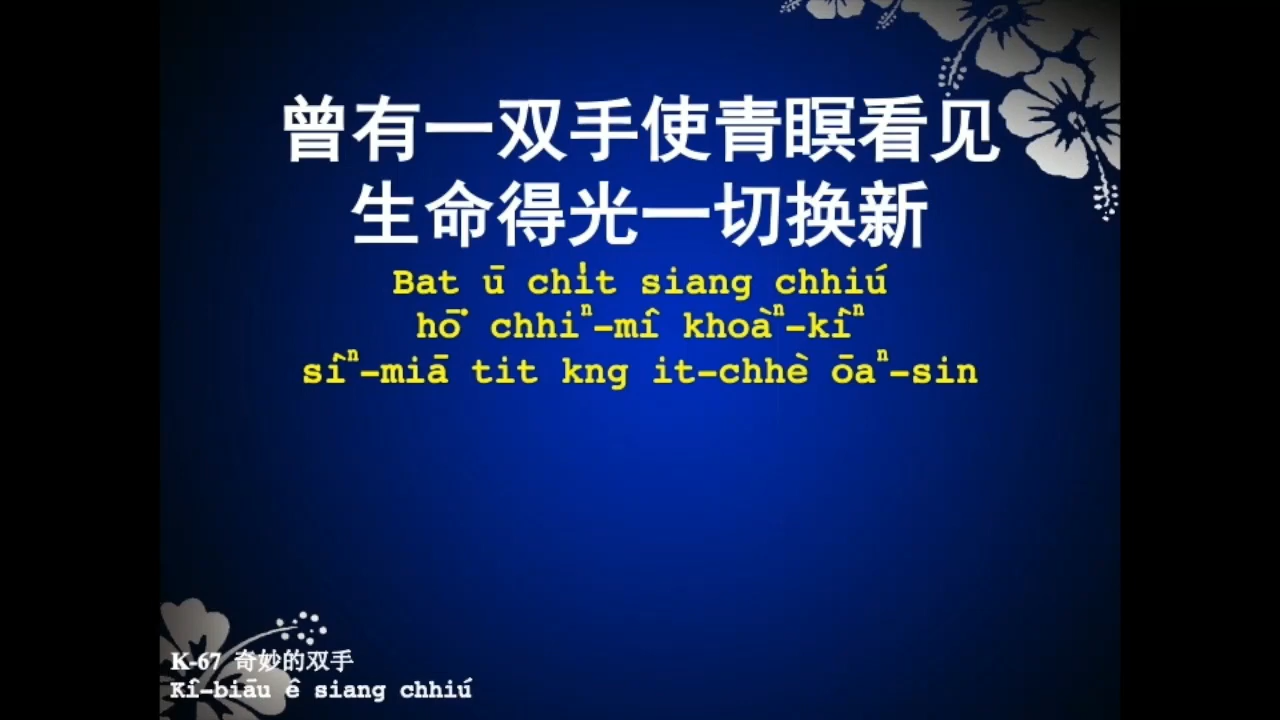 曾有一双手使青瞑看见
生命得光一切换新
Bat ū chi̍t siang chhiú
hō͘ chhiⁿ-mî khoàⁿ-kîⁿ
sîⁿ-miā tit kng it-chhè ōaⁿ-sin
K-67 奇妙的双手
Kî-biāu ê siang chhiú